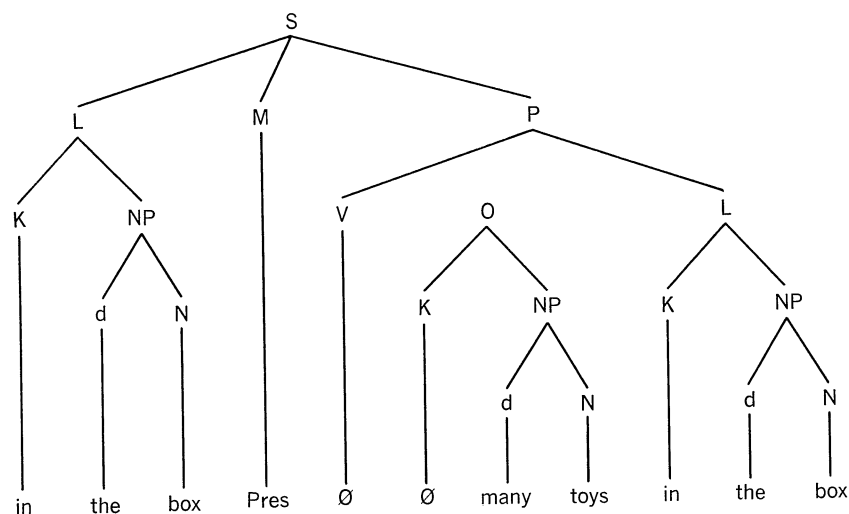 S
L M P
K NP V O L
d N K NP K NP
d N d N
in the box Pres Ø Ø many toys in the box